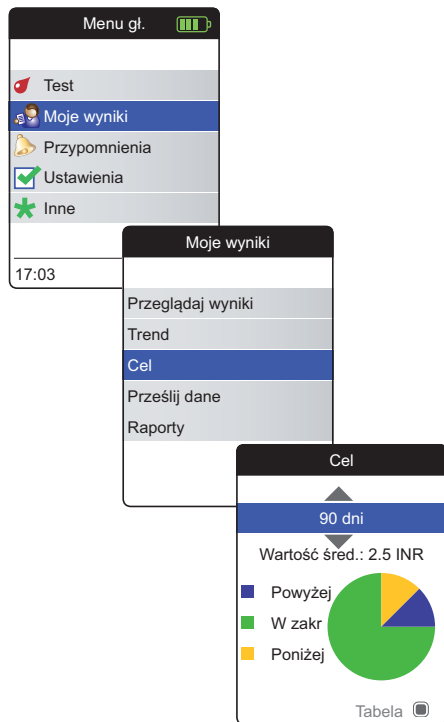 Menu gł.
Test
Moje wyniki
Przypomnienia
Ustawienia
Inne
17:03
Moje wyniki
Przeglądaj wyniki
Trend
Cel
Prześlij dane
Raporty
Cel
90 dni
Wartość śred.: 2.5 INR
Powyżej
W zakr
Poniżej
Tabela